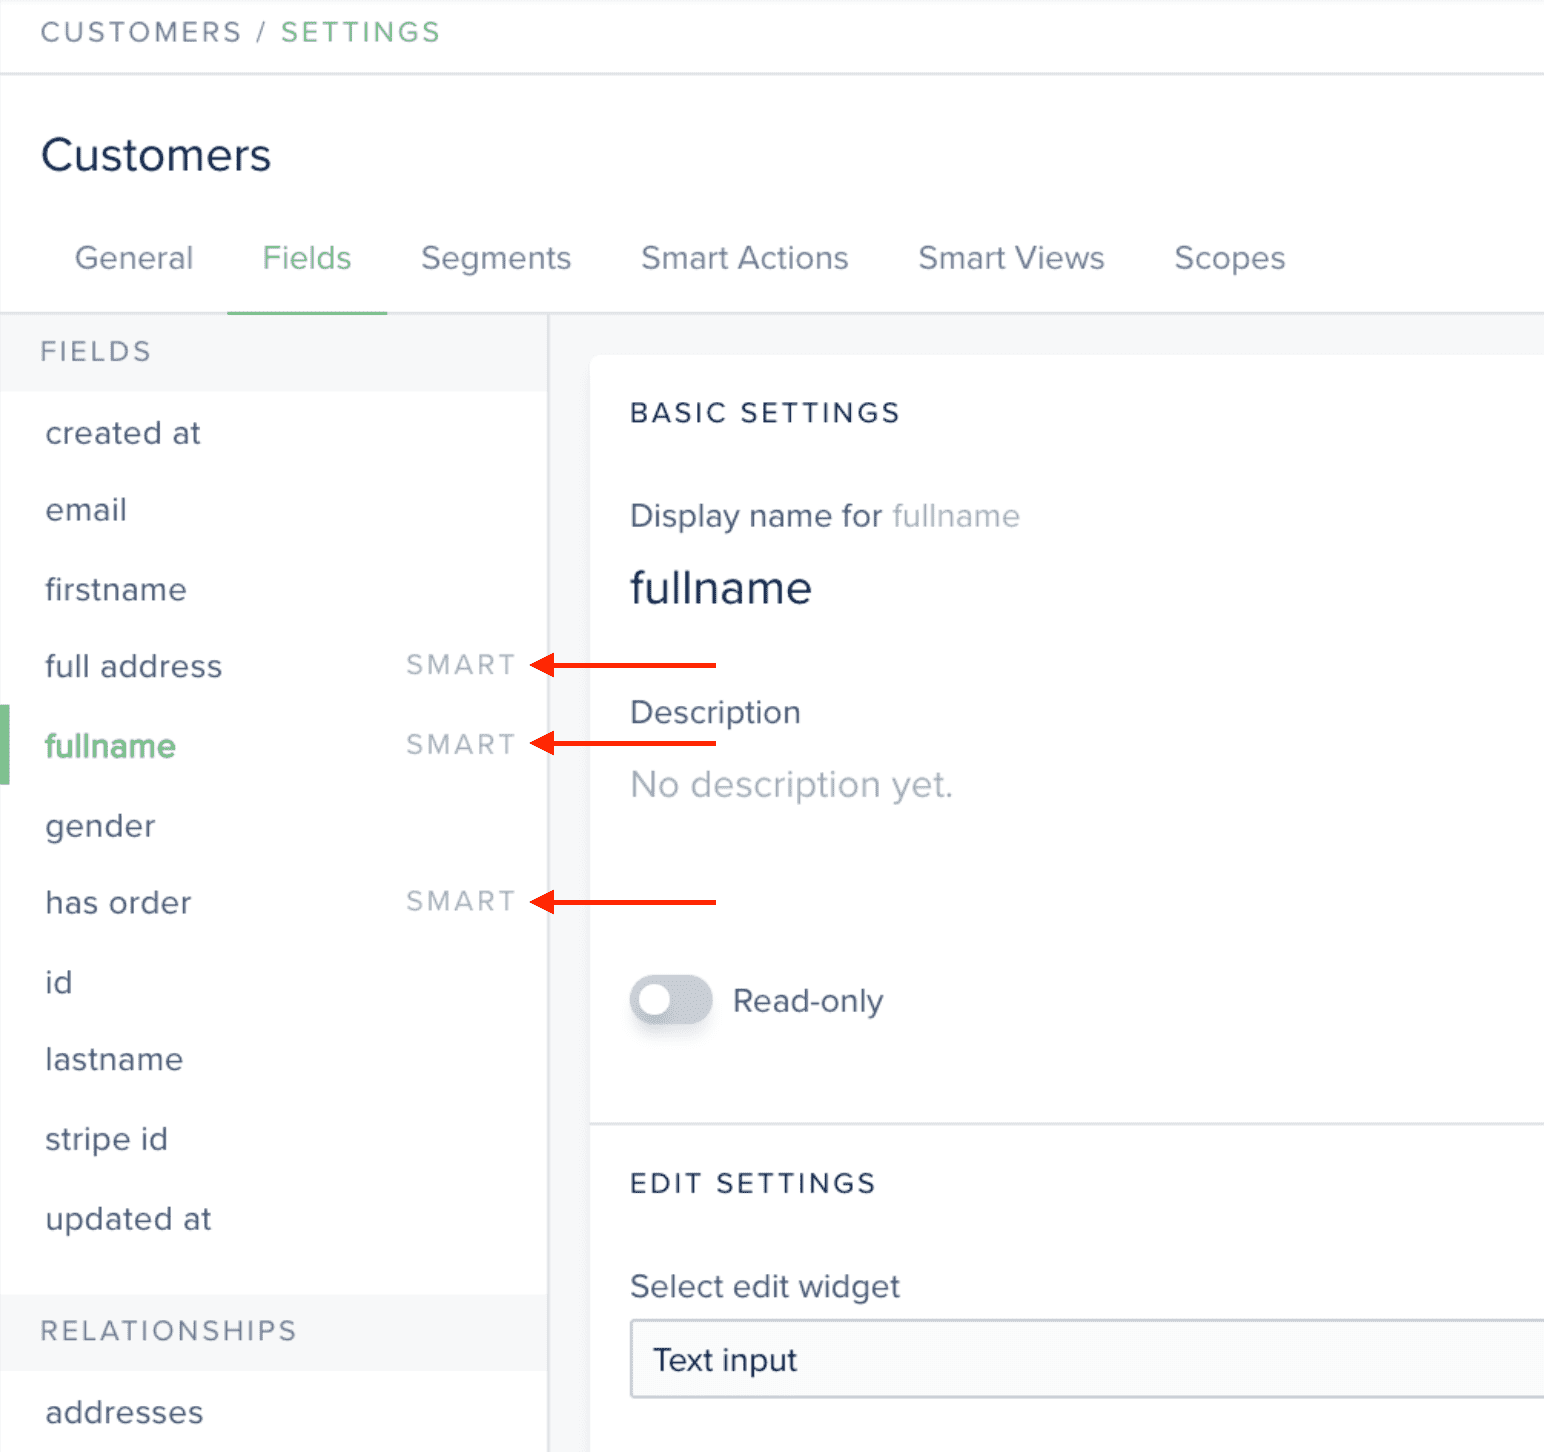 CUSTOMERS / SETTINGS
Customers
General Fields Segments Smart Actions Smart Views Scopes
FIELDS
created at
email
firstname
full address SMART
fullname SMART
gender
has order SMART
id
lastname
stripe id
updated at
RELATIONSHIPS
addresses
BASIC SETTINGS
Display name for fullname
fullname
Description
No description yet.
Read-only
EDIT SETTINGS
Select edit widget
Text input